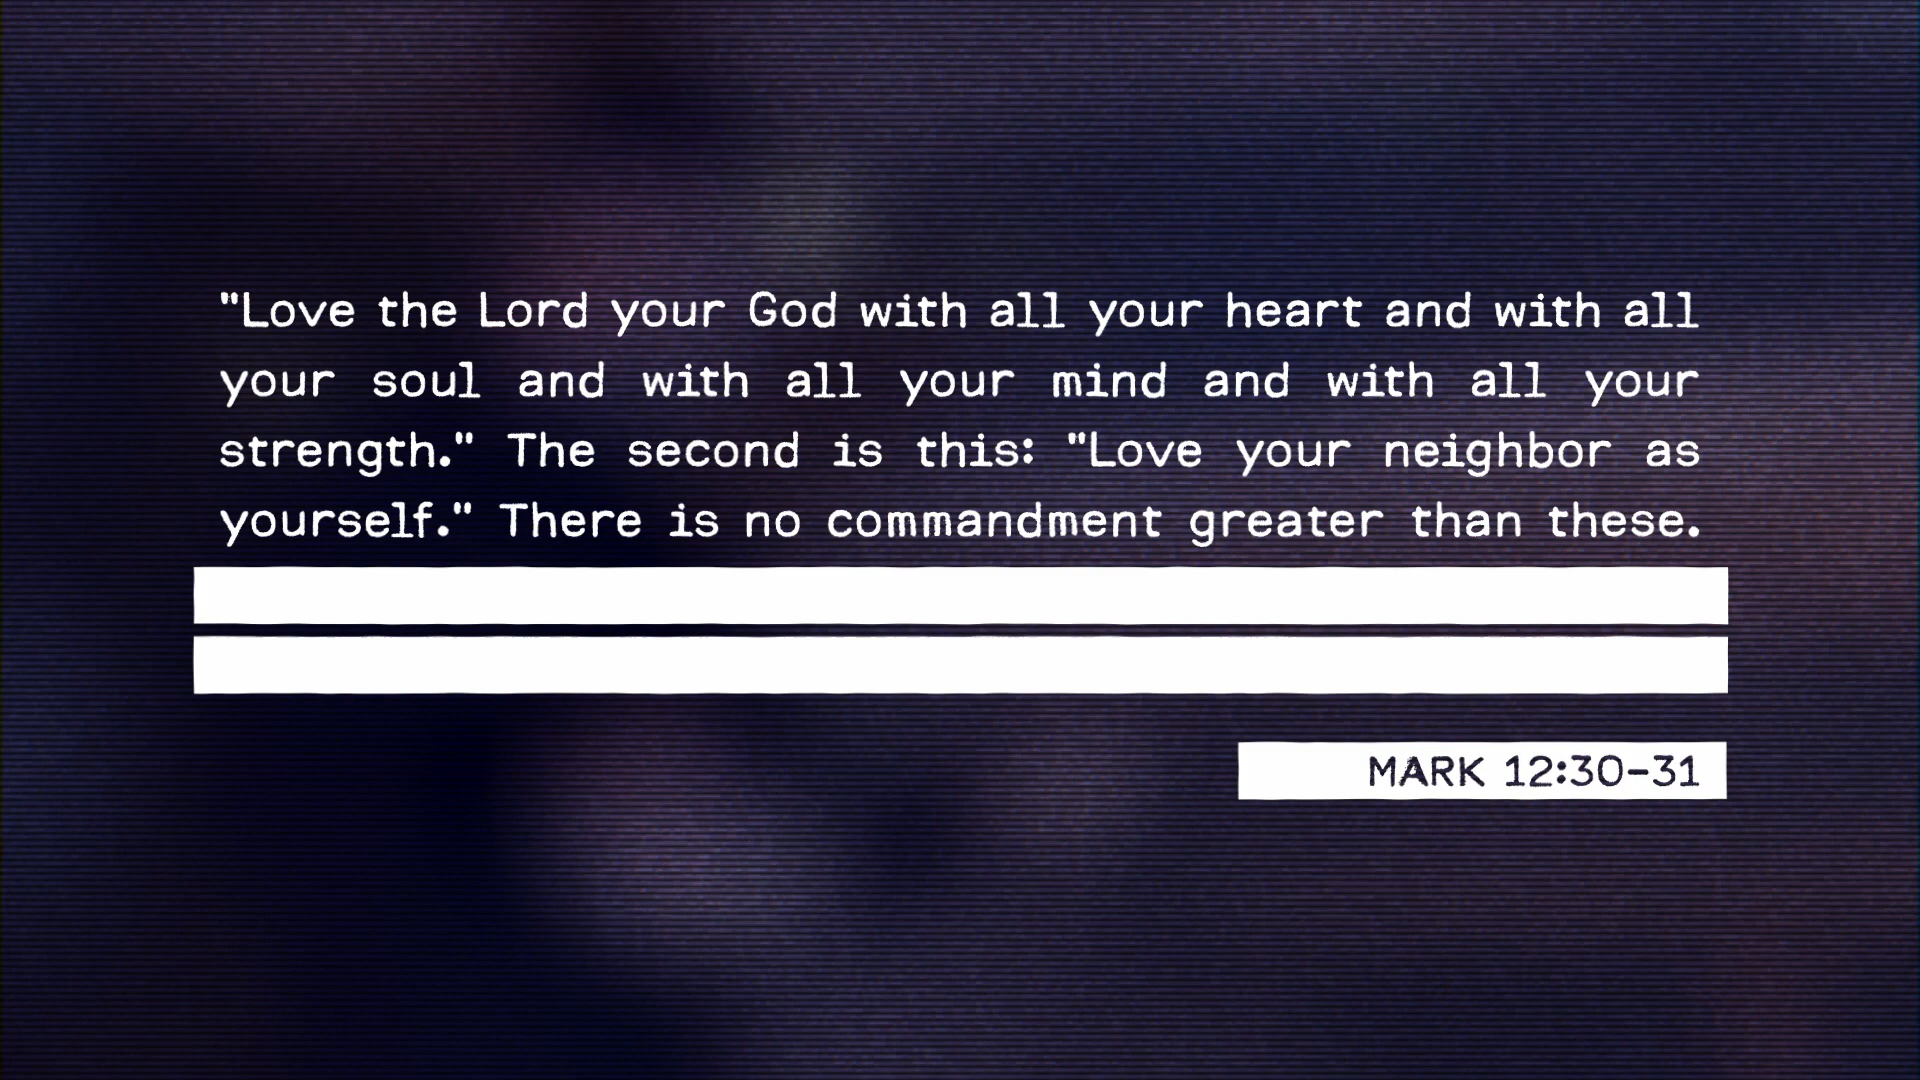 "Love the Lord your God with all your heart and with all
your soul and with all your mind and with all your
strength." The second is this: "Love your neighbor as
yourself." There is no commandment greater than these.
MARK 12:30-31